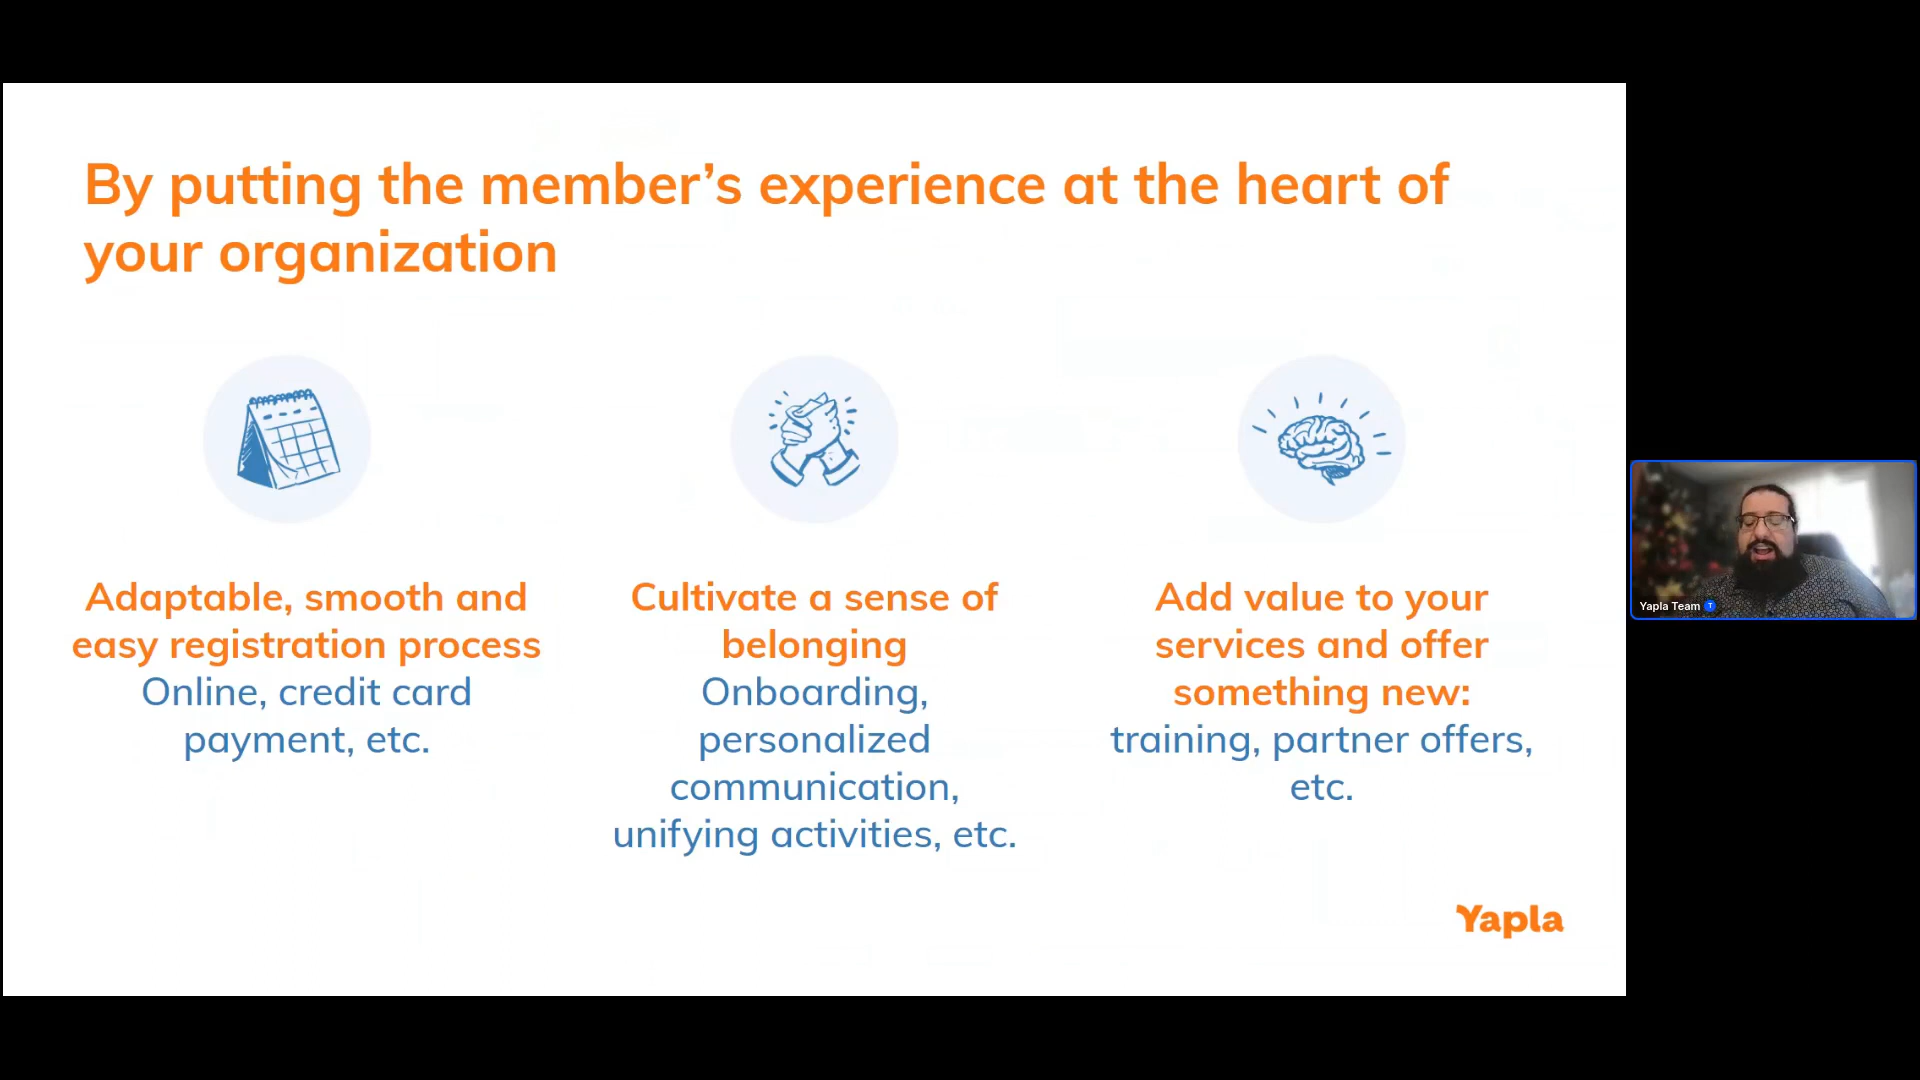 By putting the member’s experience at the heart of
your organization
Adaptable, smooth and
easy registration process
Online, credit card
payment, etc.
Cultivate a sense of
belonging
Onboarding,
personalized
communication,
unifying activities, etc.
Add value to your
services and offer
something new:
training, partner offers,
etc.
Yapla
Yapla Team T